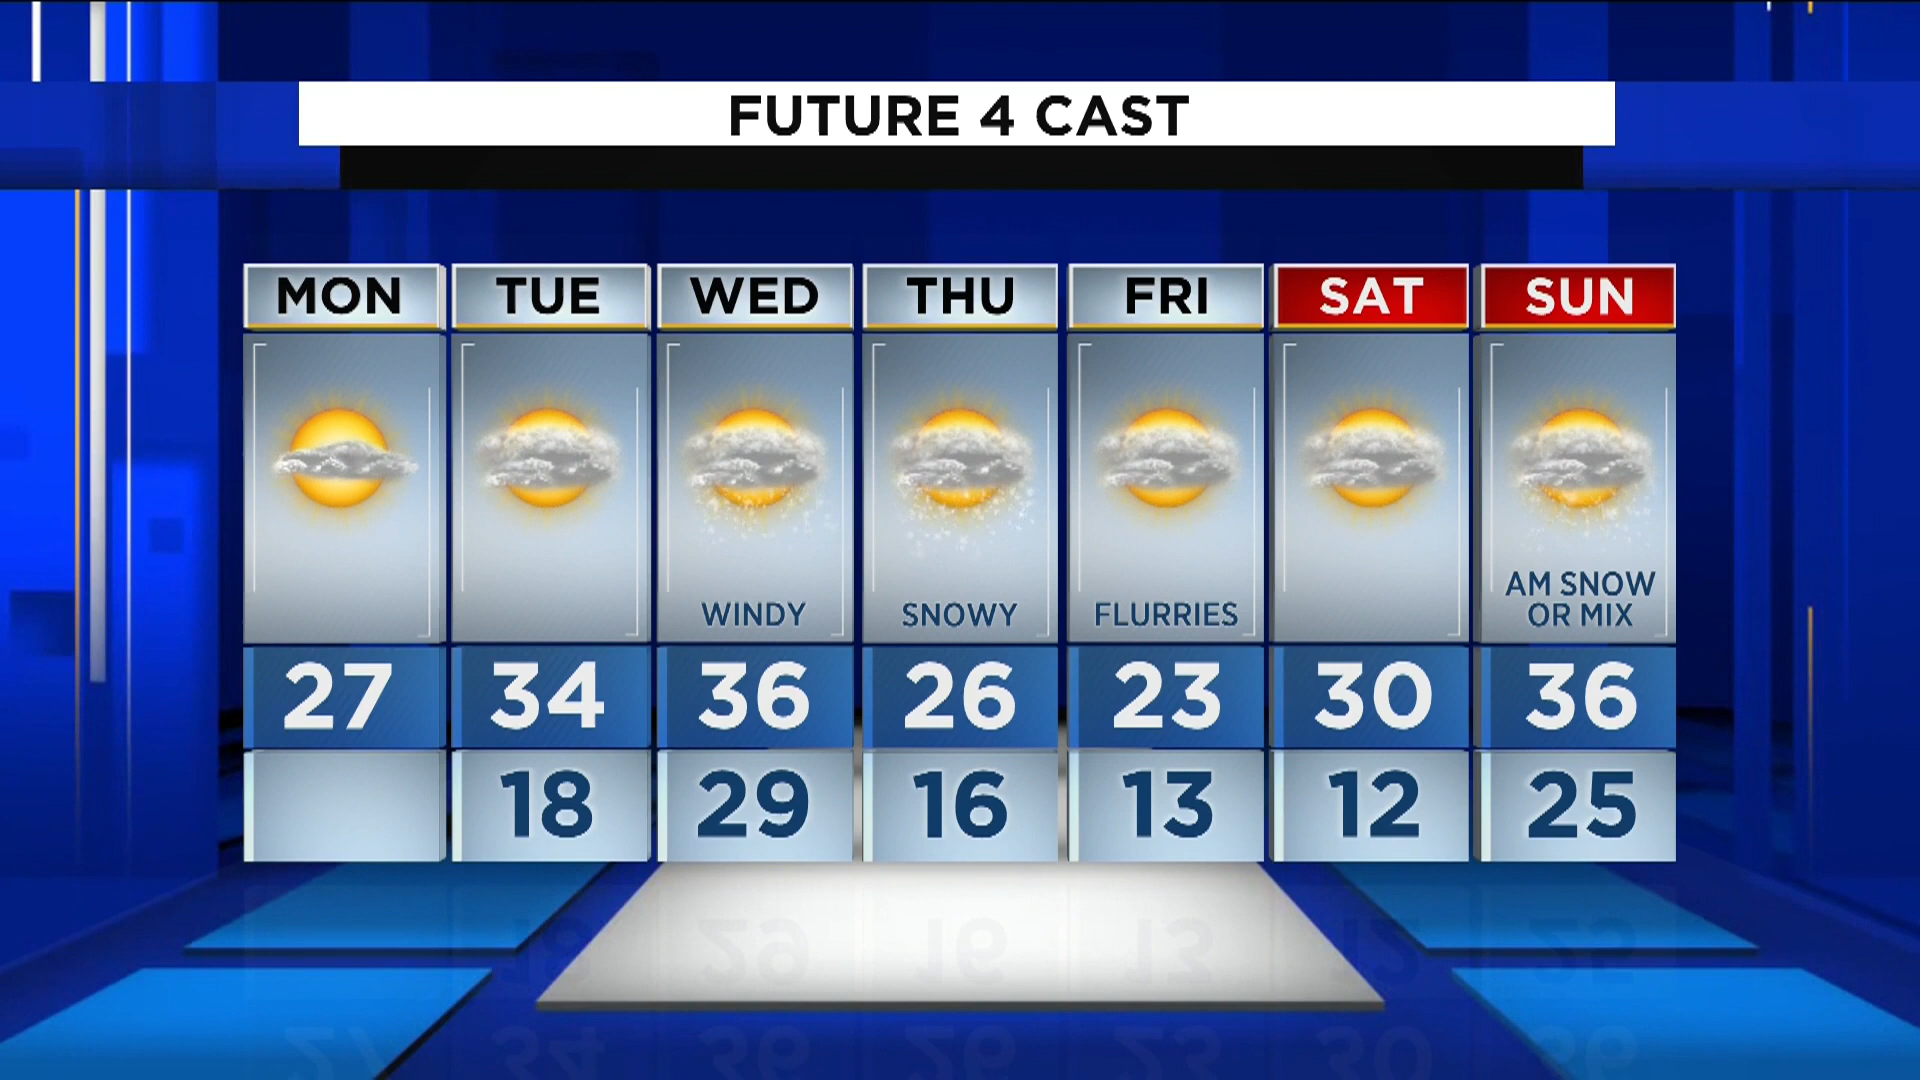 FUTURE 4 CAST
MON TUE WED THU FRI SAT SUN
WINDY SNOWY FLURRIES AM SNOW
OR MIX
27 34 36 26 23 30 36
18 29 16 13 12 25